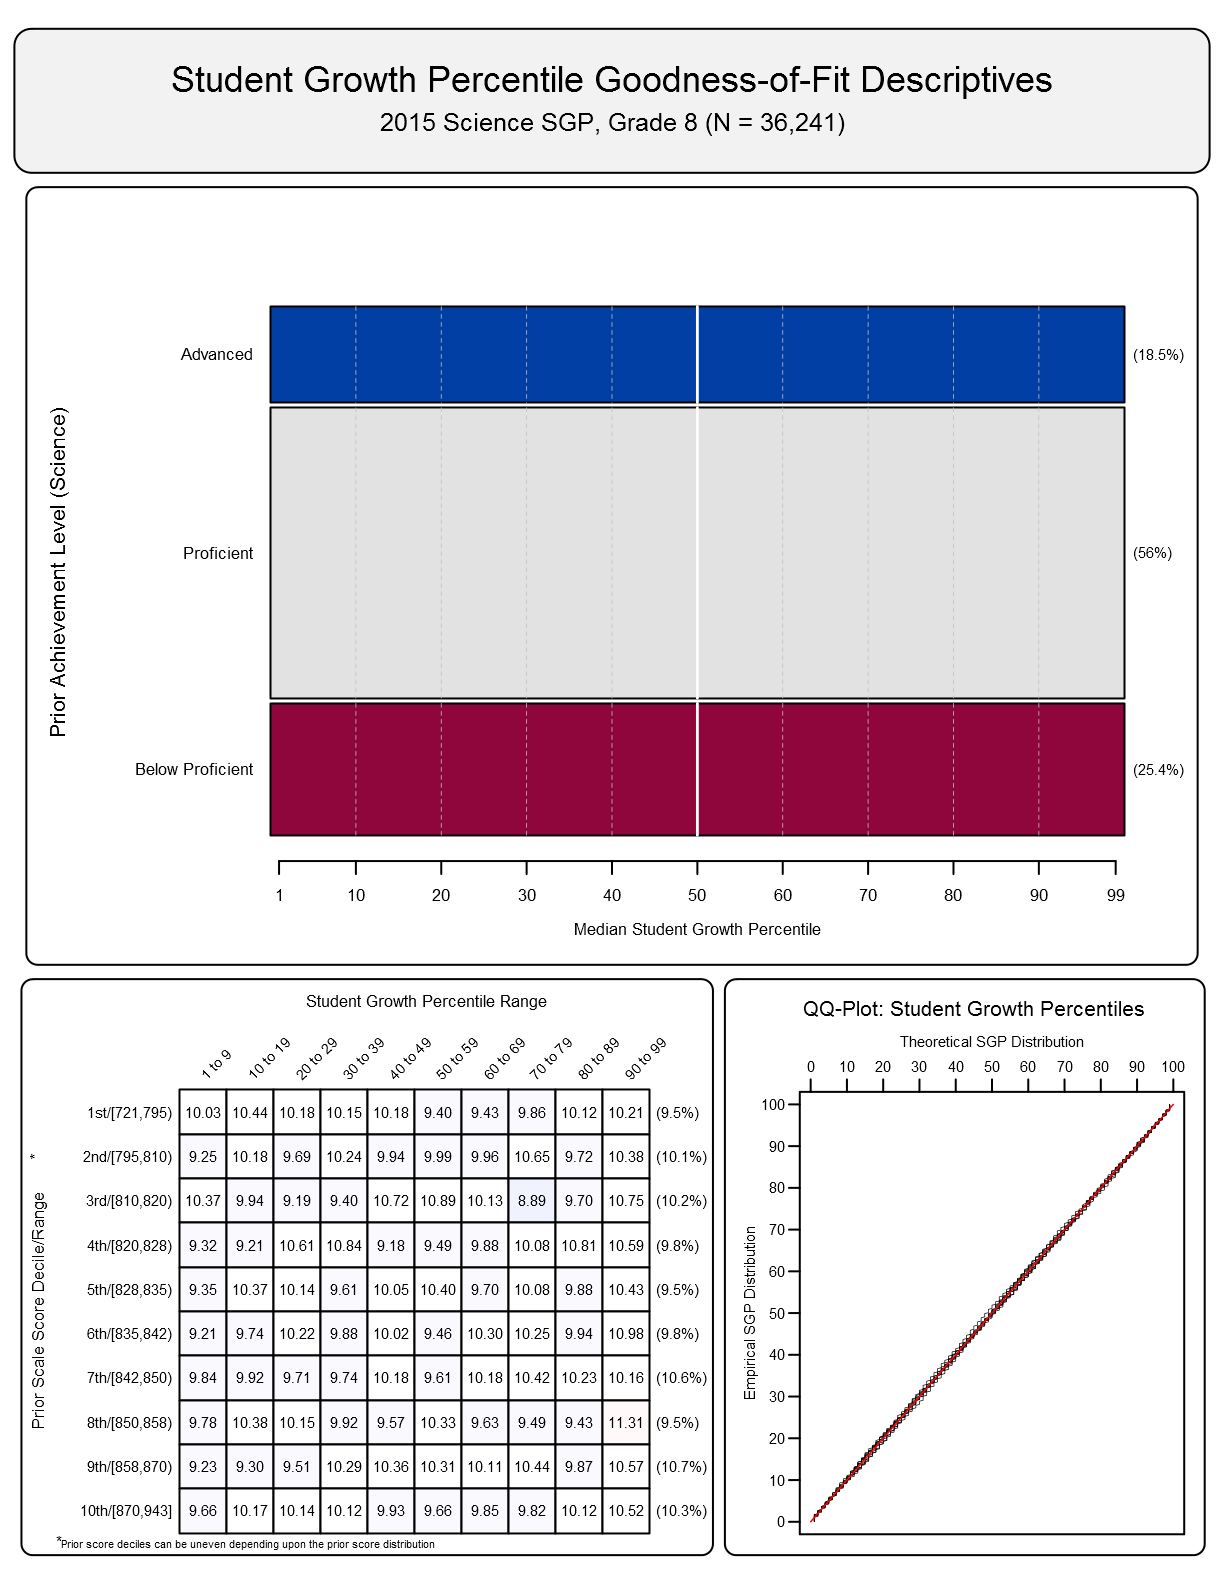 Student Growth Percentile Goodness-of-Fit Descriptives
2015 Science SGP, Grade 8 (N = 36,241)
Prior Achievement Level (Science)
Advanced (18.5%)
Proficient (56%)
Below Proficient (25.4%)
1 10 20 30 40 50 60 70 80 90 99
Median Student Growth Percentile
Student Growth Percentile Range
1 to 9 10 to 19 20 to 29 30 to 39 40 to 49 50 to 59 60 to 69 70 to 79 80 to 89 90 to 99
* Prior Scale Score Decile/Range
1st/[721,795) 10.03 10.44 10.18 10.15 10.18 9.40 9.43 9.86 10.12 10.21 (9.5%)
2nd/[795,810) 9.25 10.18 9.69 10.24 9.94 9.99 9.96 10.65 9.72 10.38 (10.1%)
3rd/[810,820) 10.37 9.94 9.19 9.40 10.72 10.89 10.13 8.89 9.70 10.75 (10.2%)
4th/[820,828) 9.32 9.21 10.61 10.84 9.18 9.49 9.88 10.08 10.81 10.59 (9.8%)
5th/[828,835) 9.35 10.37 10.14 9.61 10.05 10.40 9.70 10.08 9.88 10.43 (9.5%)
6th/[835,842) 9.21 9.74 10.22 9.88 10.02 9.46 10.30 10.25 9.94 10.98 (9.8%)
7th/[842,850) 9.84 9.92 9.71 9.74 10.18 9.61 10.18 10.42 10.23 10.16 (10.6%)
8th/[850,858) 9.78 10.38 10.15 9.92 9.57 10.33 9.63 9.49 9.43 11.31 (9.5%)
9th/[858,870) 9.23 9.30 9.51 10.29 10.36 10.31 10.11 10.44 9.87 10.57 (10.7%)
10th/[870,943] 9.66 10.17 10.14 10.12 9.93 9.66 9.85 9.82 10.12 10.52 (10.3%)
*Prior score deciles can be uneven depending upon the prior score distribution
QQ-Plot: Student Growth Percentiles
Theoretical SGP Distribution
0 10 20 30 40 50 60 70 80 90 100
Empirical SGP Distribution
100
90
80
70
60
50
40
30
20
10
0